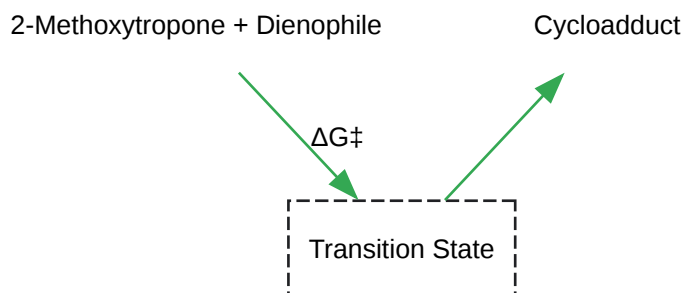 2-Methoxytropone + Dienophile
Cycloadduct
ΔG‡
Transition State